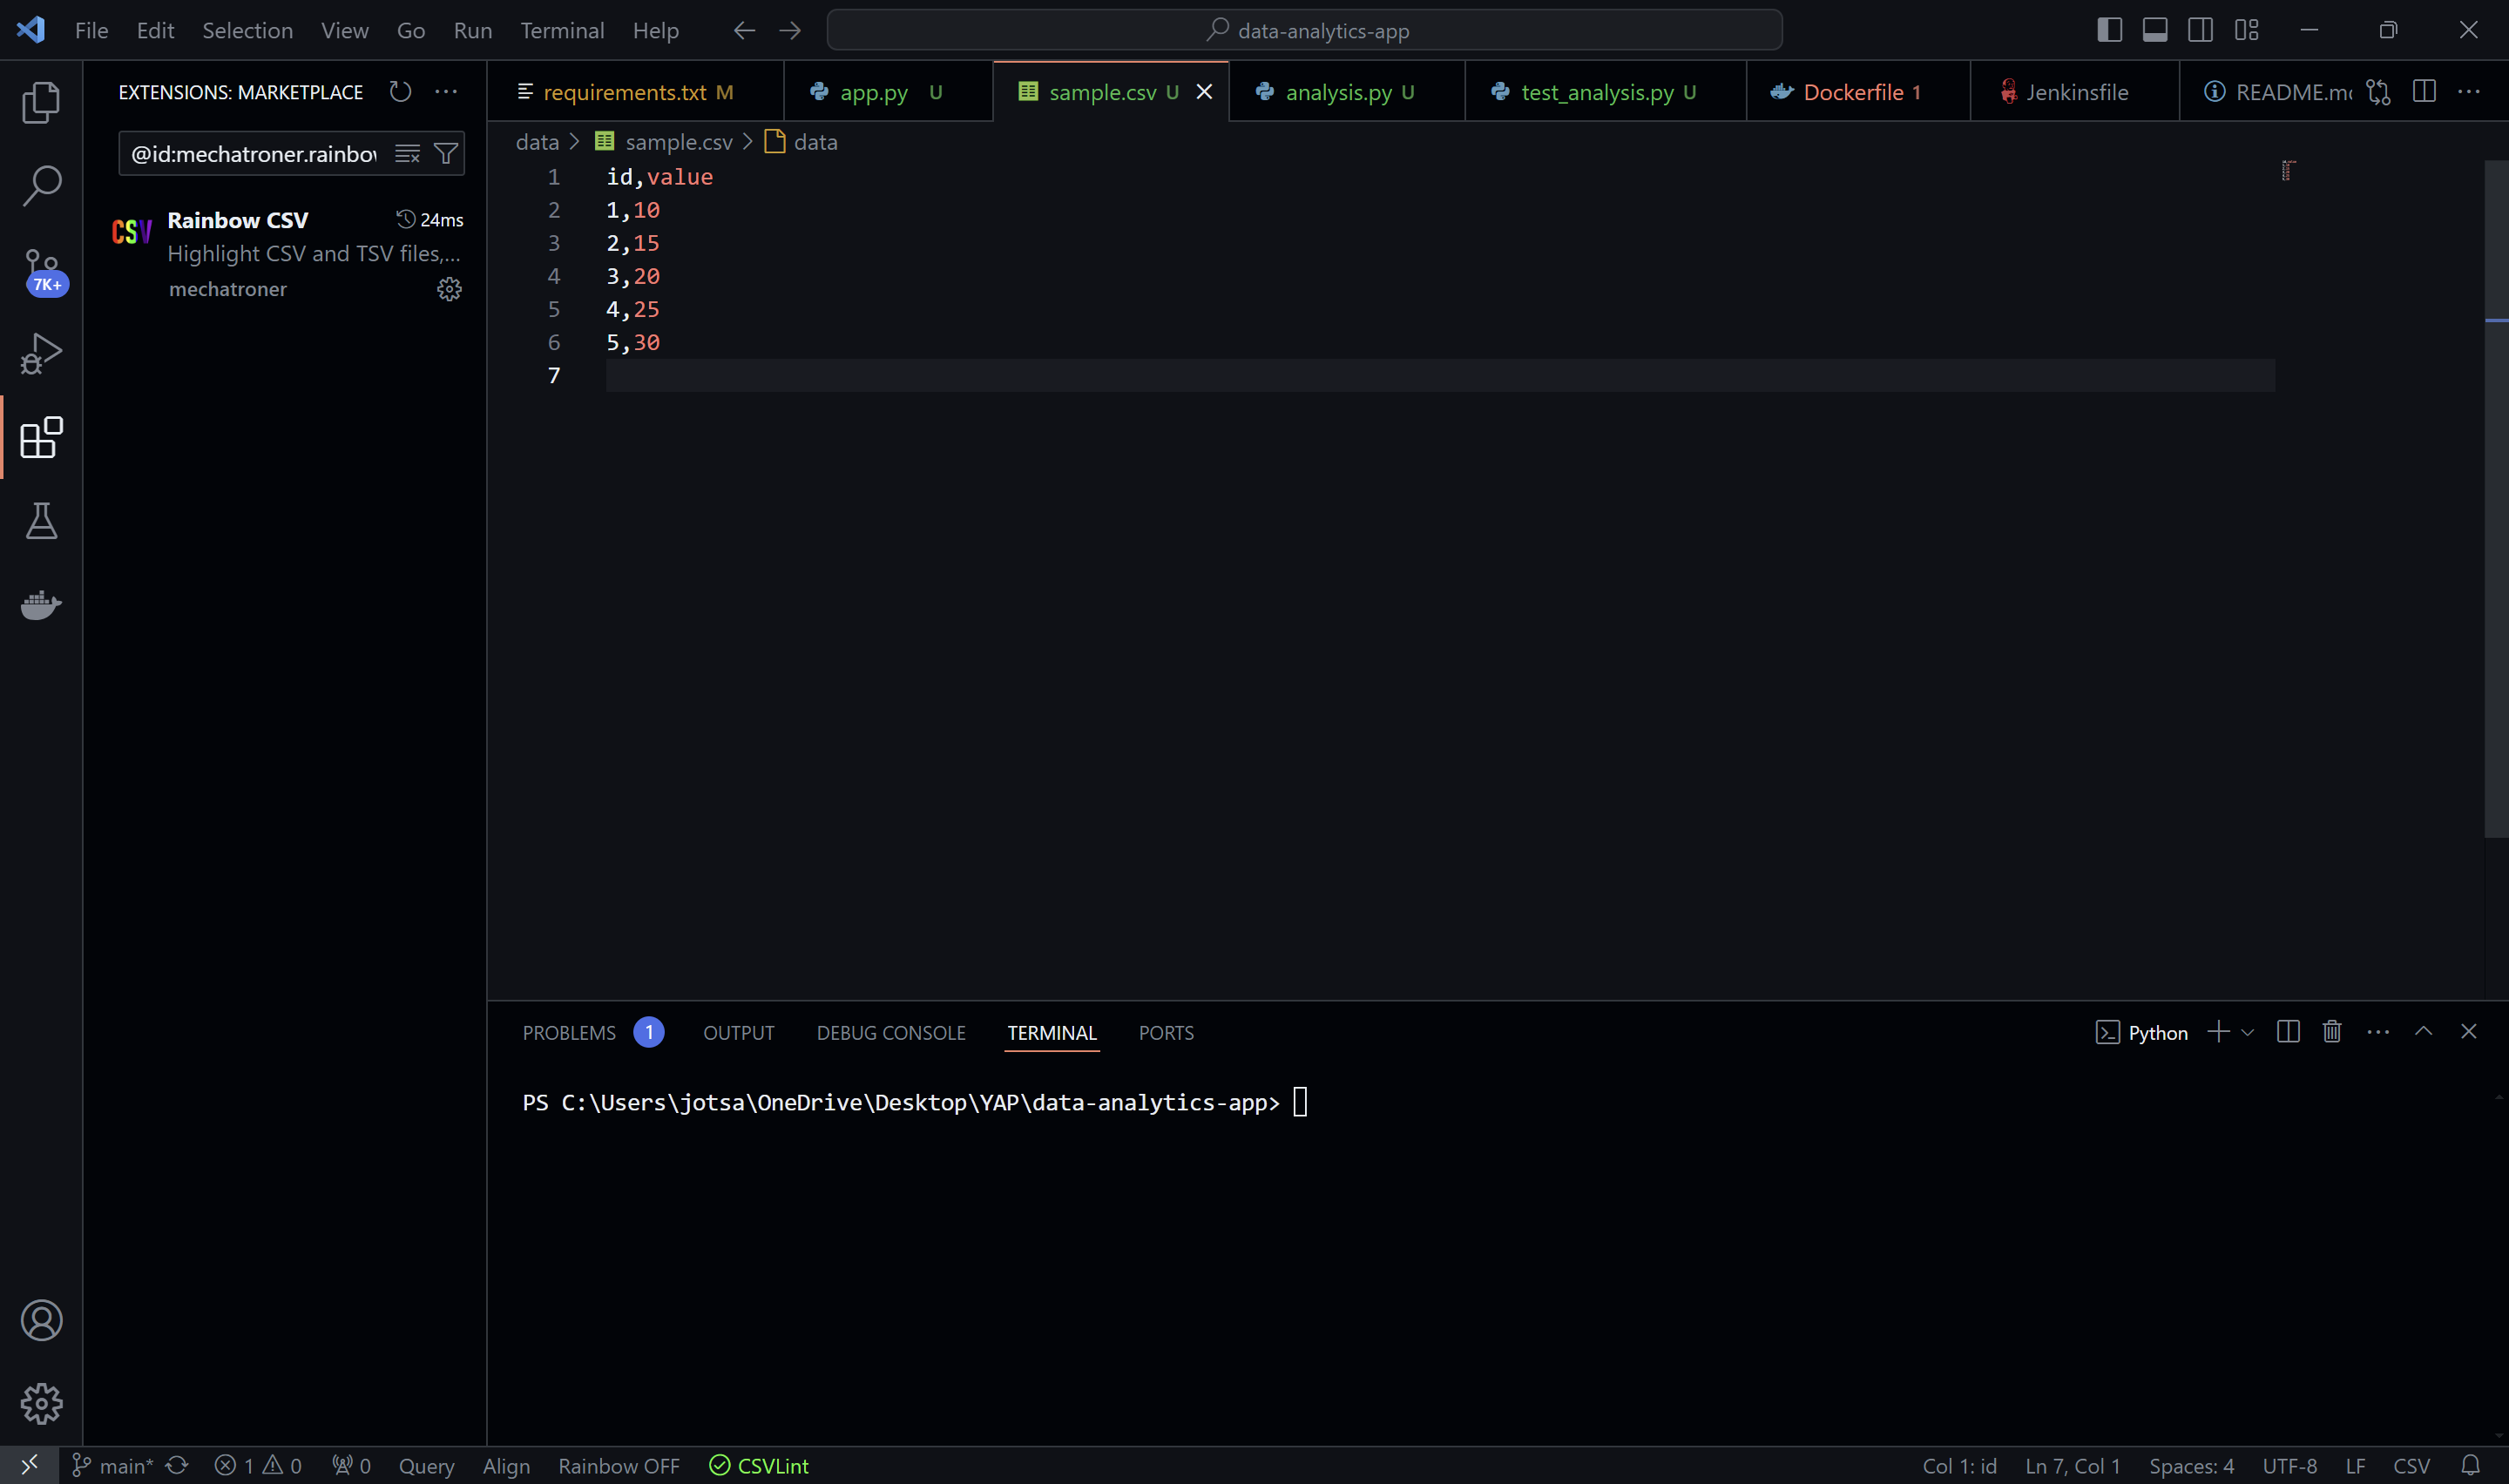 File Edit Selection View Go Run Terminal Help data-analytics-app
EXTENSIONS: MARKETPLACE
@id:mechatroner.rainbow
CSV Rainbow CSV 24ms
Highlight CSV and TSV files,...
mechatroner
7K+
requirements.txt M app.py U sample.csv U analysis.py U test_analysis.py U Dockerfile 1 Jenkinsfile README.md
data > sample.csv > data
1 id,value
2 1,10
3 2,15
4 3,20
5 4,25
6 5,30
7
PROBLEMS 1 OUTPUT DEBUG CONSOLE TERMINAL PORTS Python
PS C:\Users\jotsa\OneDrive\Desktop\YAP\data-analytics-app>
main* 1 0 0 Query Align Rainbow OFF CSVLint Col 1: id Ln 7, Col 1 Spaces: 4 UTF-8 LF CSV